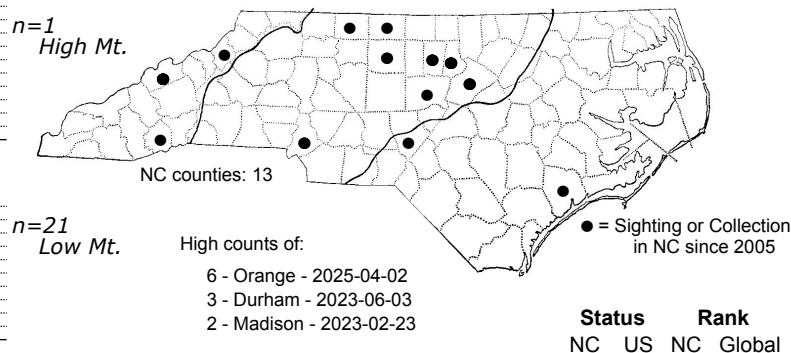 n=1
High Mt.
NC counties: 13
n=21
Low Mt.
High counts of:
6 - Orange - 2025-04-02
3 - Durham - 2023-06-03
2 - Madison - 2023-02-23
● = Sighting or Collection
in NC since 2005
Status Rank
NC US NC Global